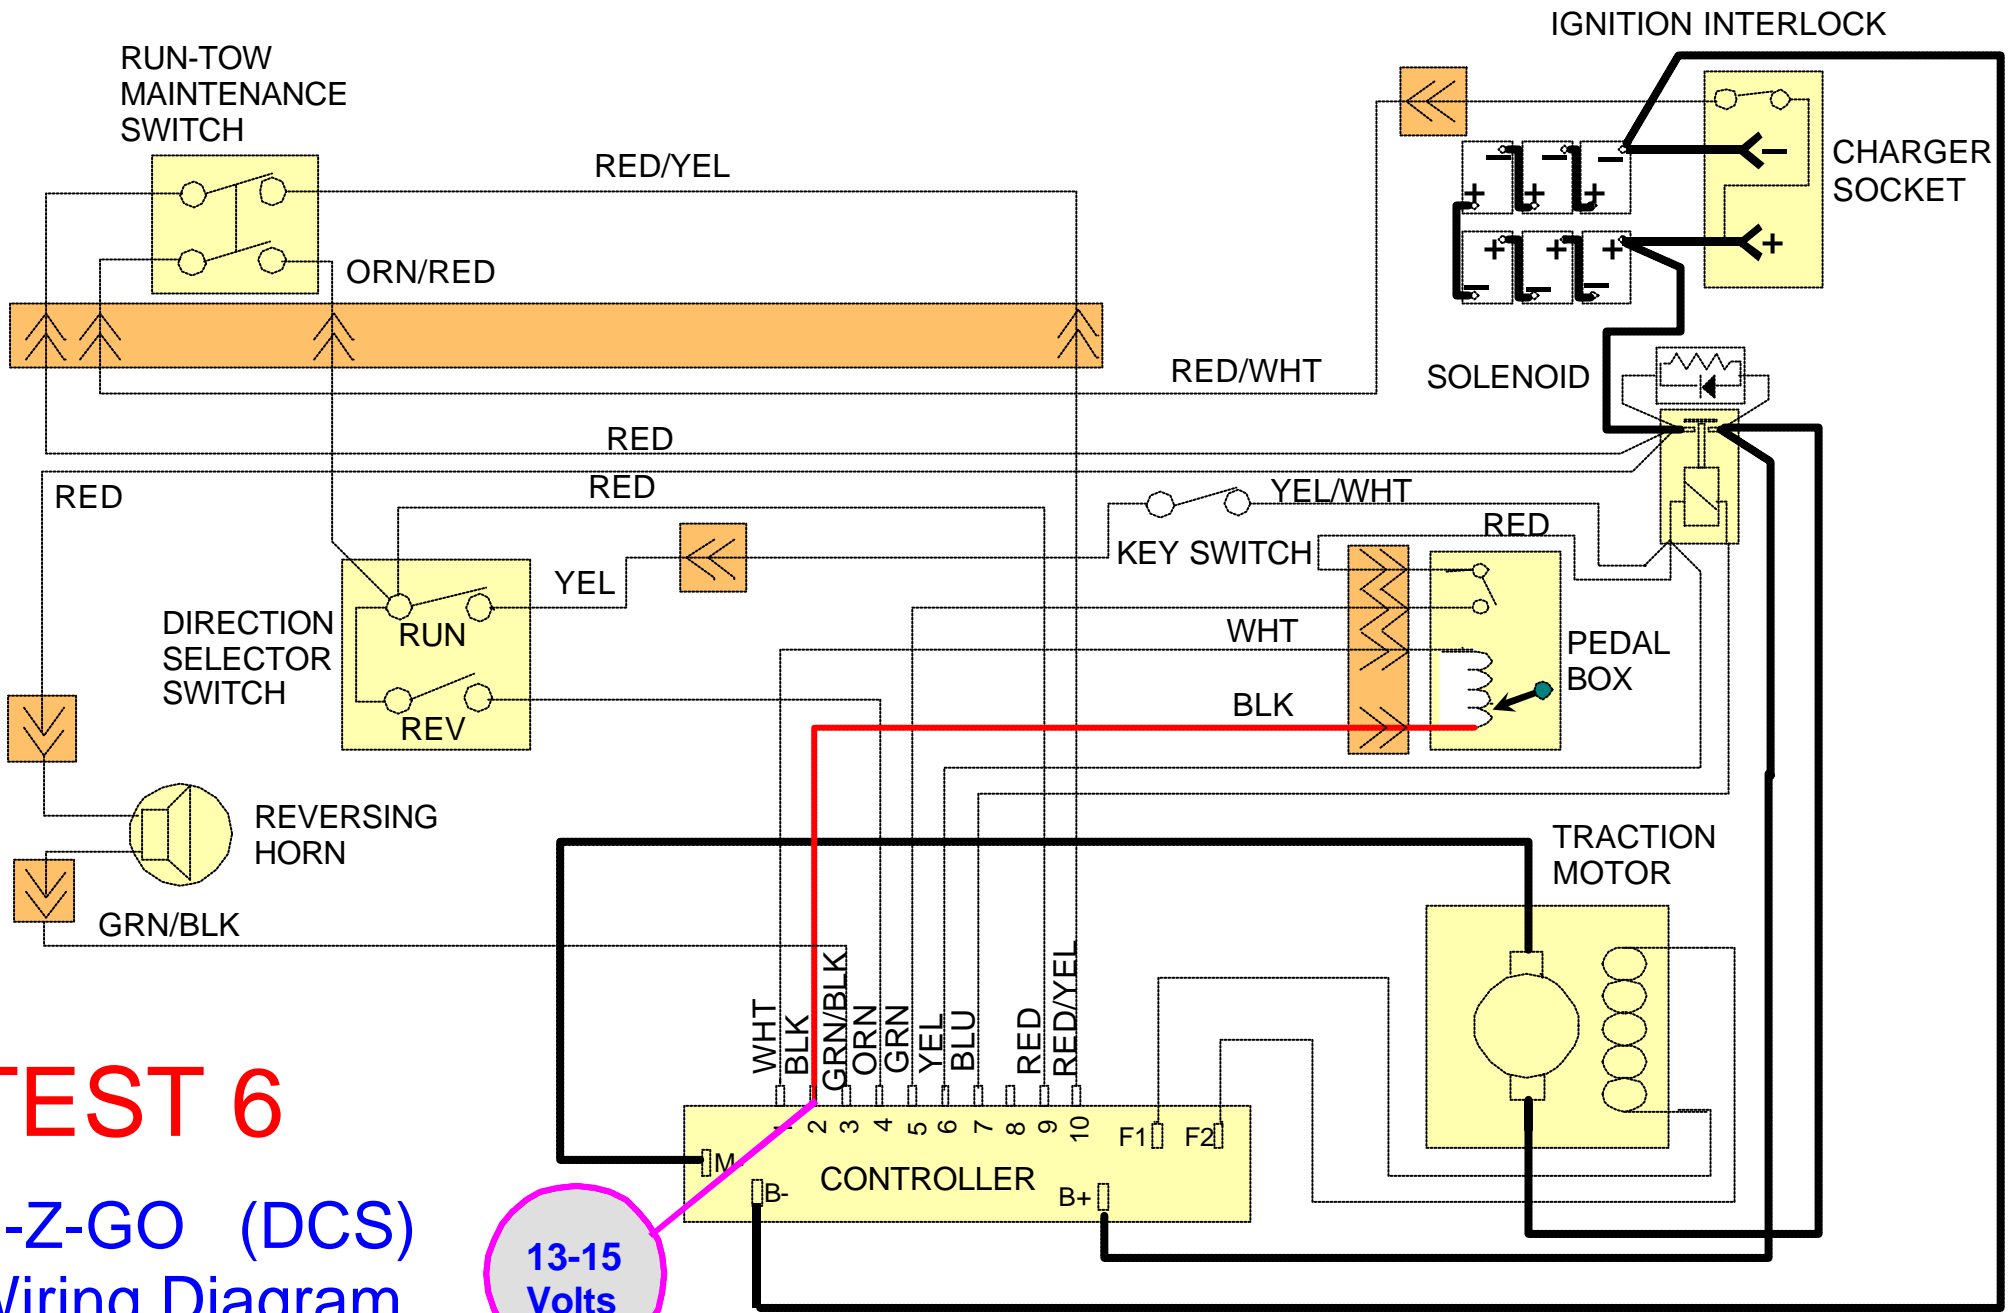 IGNITION INTERLOCK
RUN-TOW
MAINTENANCE
SWITCH
RED/YEL
CHARGER
SOCKET
ORN/RED
RED/WHT
SOLENOID
RED
RED
RED
YEL/WHT
RED
KEY SWITCH
YEL
DIRECTION
SELECTOR
SWITCH
RUN
REV
WHT
BLK
PEDAL
BOX
REVERSING
HORN
GRN/BLK
TRACTION
MOTOR
WHT
BLK
GRN/BLK
ORN
GRN
YEL
BLU
RED
RED/YEL
1
2
3
4
5
6
7
8
9
10
F1
F2
M-
B-
CONTROLLER
B+
TEST 6
-Z-GO (DCS)
Wiring Diagram
13-15
Volts